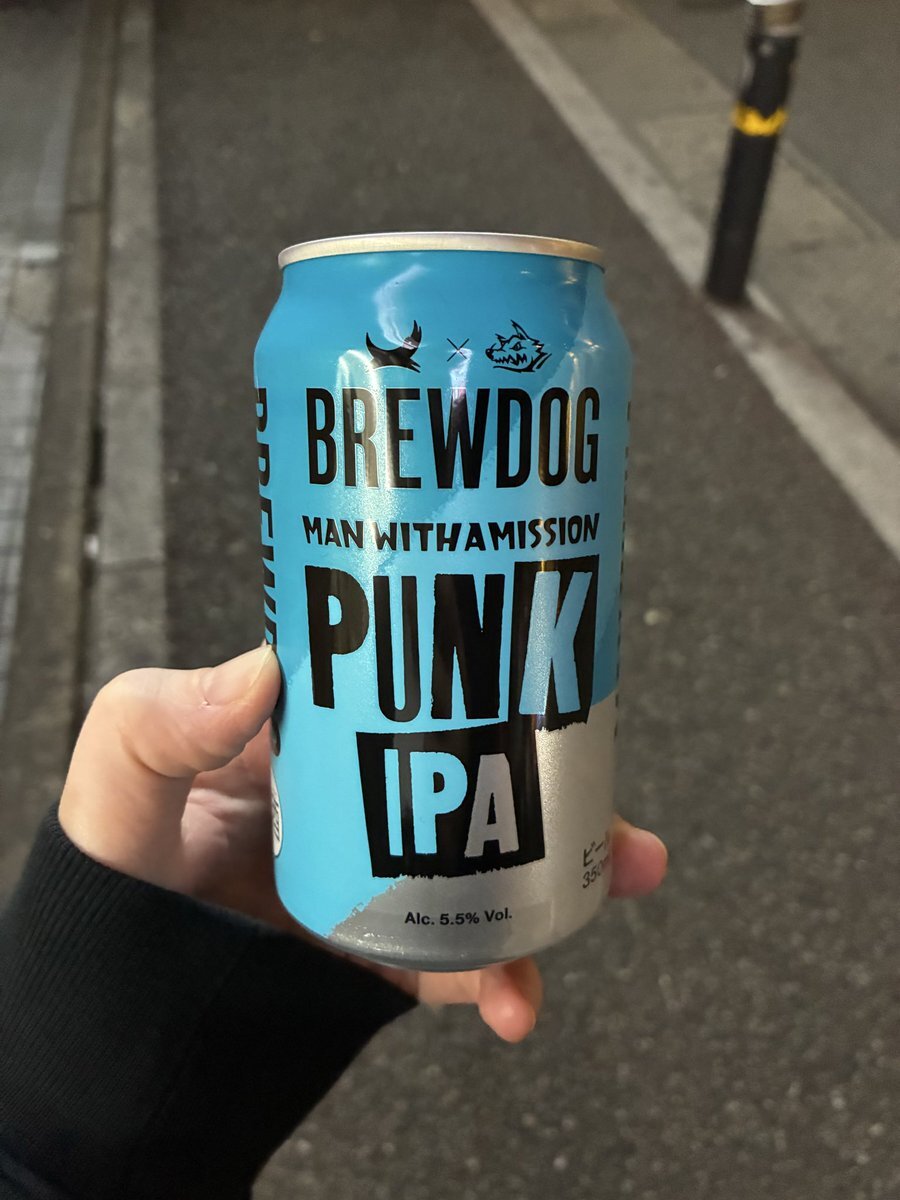 BREWDOG
MAN WITH A MISSION
PUNK
IPA
Alc. 5.5% Vol.